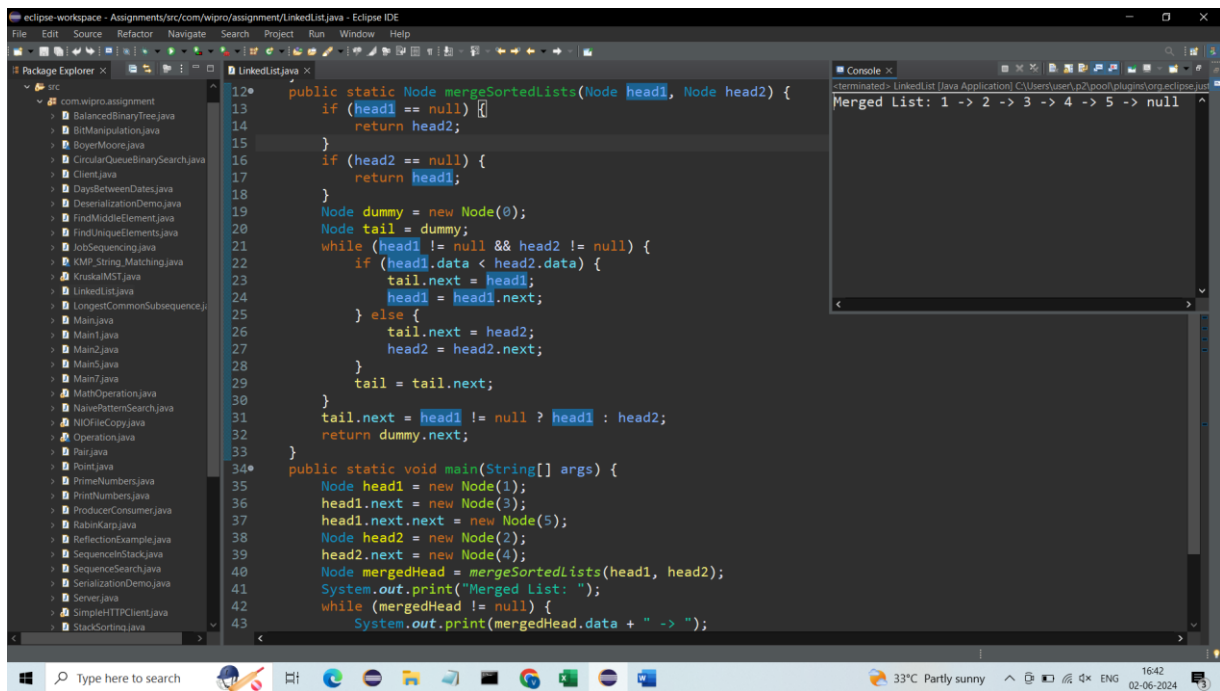 eclipse-workspace - Assignments/src/com/wipro/assignment/LinkedList.java - Eclipse IDE
File Edit Source Refactor Navigate Search Project Run Window Help
Package Explorer
src
com.wipro.assignment
BalancedBinaryTree.java
BitManipulation.java
BoyerMoore.java
CircularQueueBinarySearch.java
Client.java
DaysBetweenDates.java
DeserializationDemo.java
FindMiddleElement.java
FindUniqueElements.java
JobSequencing.java
KMP_String_Matching.java
KruskalMST.java
LinkedList.java
LongestCommonSubsequence.j
Main.java
Main1.java
Main2.java
Main5.java
Main7.java
MathOperation.java
NaivePatternSearch.java
NIOFileCopy.java
Operation.java
Pair.java
Point.java
PrimeNumbers.java
PrintNumbers.java
ProducerConsumer.java
RabinKarp.java
ReflectionExample.java
SequenceInStack.java
SequenceSearch.java
SerializationDemo.java
Server.java
SimpleHTTPClient.java
StackSorting.java
LinkedList.java
12 public static Node mergeSortedLists(Node head1, Node head2) {
13 if (head1 == null) {
14 return head2;
15 }
16 if (head2 == null) {
17 return head1;
18 }
19 Node dummy = new Node(0);
20 Node tail = dummy;
21 while (head1 != null && head2 != null) {
22 if (head1.data < head2.data) {
23 tail.next = head1;
24 head1 = head1.next;
25 } else {
26 tail.next = head2;
27 head2 = head2.next;
28 }
29 tail = tail.next;
30 }
31 tail.next = head1 != null ? head1 : head2;
32 return dummy.next;
33 }
34 public static void main(String[] args) {
35 Node head1 = new Node(1);
36 head1.next = new Node(3);
37 head1.next.next = new Node(5);
38 Node head2 = new Node(2);
39 head2.next = new Node(4);
40 Node mergedHead = mergeSortedLists(head1, head2);
41 System.out.print("Merged List: ");
42 while (mergedHead != null) {
43 System.out.print(mergedHead.data + " -> ");
Console
<terminated> LinkedList [Java Application] C:\Users\user\.p2\pool\plugins\org.eclipse.just
Merged List: 1 -> 2 -> 3 -> 4 -> 5 -> null
Type here to search
33°C Partly sunny
ENG
16:42
02-06-2024
3